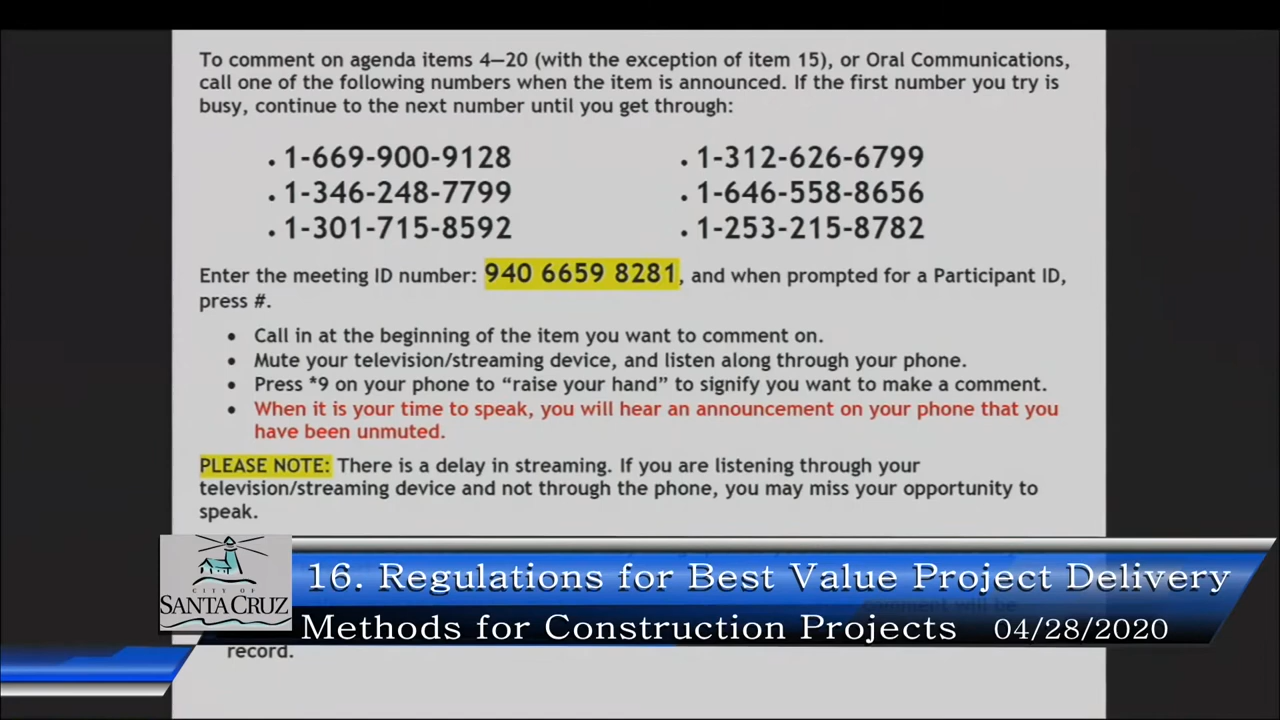 To comment on agenda items 4–20 (with the exception of item 15), or Oral Communications,
call one of the following numbers when the item is announced. If the first number you try is
busy, continue to the next number until you get through:
• 1-669-900-9128
• 1-346-248-7799
• 1-301-715-8592
• 1-312-626-6799
• 1-646-558-8656
• 1-253-215-8782
Enter the meeting ID number: 940 6659 8281, and when prompted for a Participant ID,
press #.
• Call in at the beginning of the item you want to comment on.
• Mute your television/streaming device, and listen along through your phone.
• Press *9 on your phone to “raise your hand” to signify you want to make a comment.
• When it is your time to speak, you will hear an announcement on your phone that you
have been unmuted.
PLEASE NOTE: There is a delay in streaming. If you are listening through your
television/streaming device and not through the phone, you may miss your opportunity to
speak.
CITY OF
SANTA CRUZ
16. Regulations for Best Value Project Delivery
comment will be
Methods for Construction Projects 04/28/2020
record.